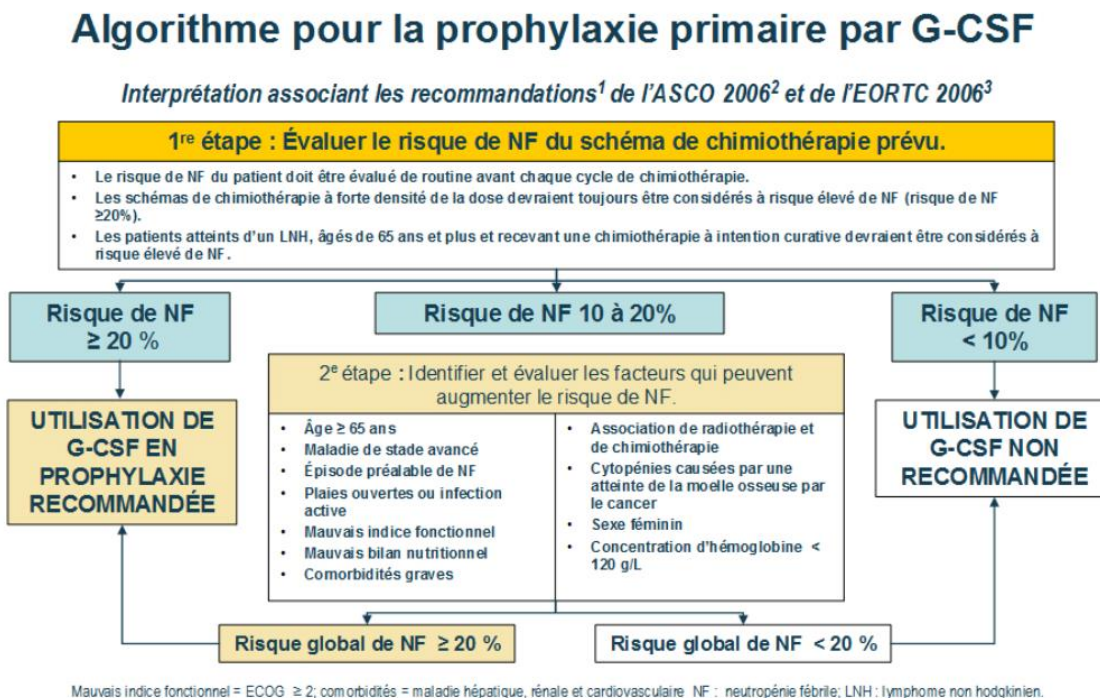 Algorithme pour la prophylaxie primaire par G-CSF
Interprétation associant les recommandations¹ de l'ASCO 2006² et de l'EORTC 2006³
1re étape : Évaluer le risque de NF du schéma de chimiothérapie prévu.
• Le risque de NF du patient doit être évalué de routine avant chaque cycle de chimiothérapie.
• Les schémas de chimiothérapie à forte densité de la dose devraient toujours être considérés à risque élevé de NF (risque de NF
≥20%).
• Les patients atteints d'un LNH, âgés de 65 ans et plus et recevant une chimiothérapie à intention curative devraient être considérés à
risque élevé de NF.
Risque de NF
≥ 20 %
Risque de NF 10 à 20%
Risque de NF
< 10%
2e étape : Identifier et évaluer les facteurs qui peuvent
augmenter le risque de NF.
• Âge ≥ 65 ans
• Maladie de stade avancé
• Épisode préalable de NF
• Plaies ouvertes ou infection
active
• Mauvais indice fonctionnel
• Mauvais bilan nutritionnel
• Comorbidités graves
• Association de radiothérapie et
de chimiothérapie
• Cytopénies causées par une
atteinte de la moelle osseuse par
le cancer
• Sexe féminin
• Concentration d'hémoglobine <
120 g/L
UTILISATION DE
G-CSF EN
PROPHYLAXIE
RECOMMANDÉE
UTILISATION DE
G-CSF NON
RECOMMANDÉE
Risque global de NF ≥ 20 %
Risque global de NF < 20 %
Mauvais indice fonctionnel = ECOG ≥ 2; comorbidités = maladie hépatique, rénale et cardiovasculaire NF : neutropénie fébrile; LNH : lymphome non hodgkinien.